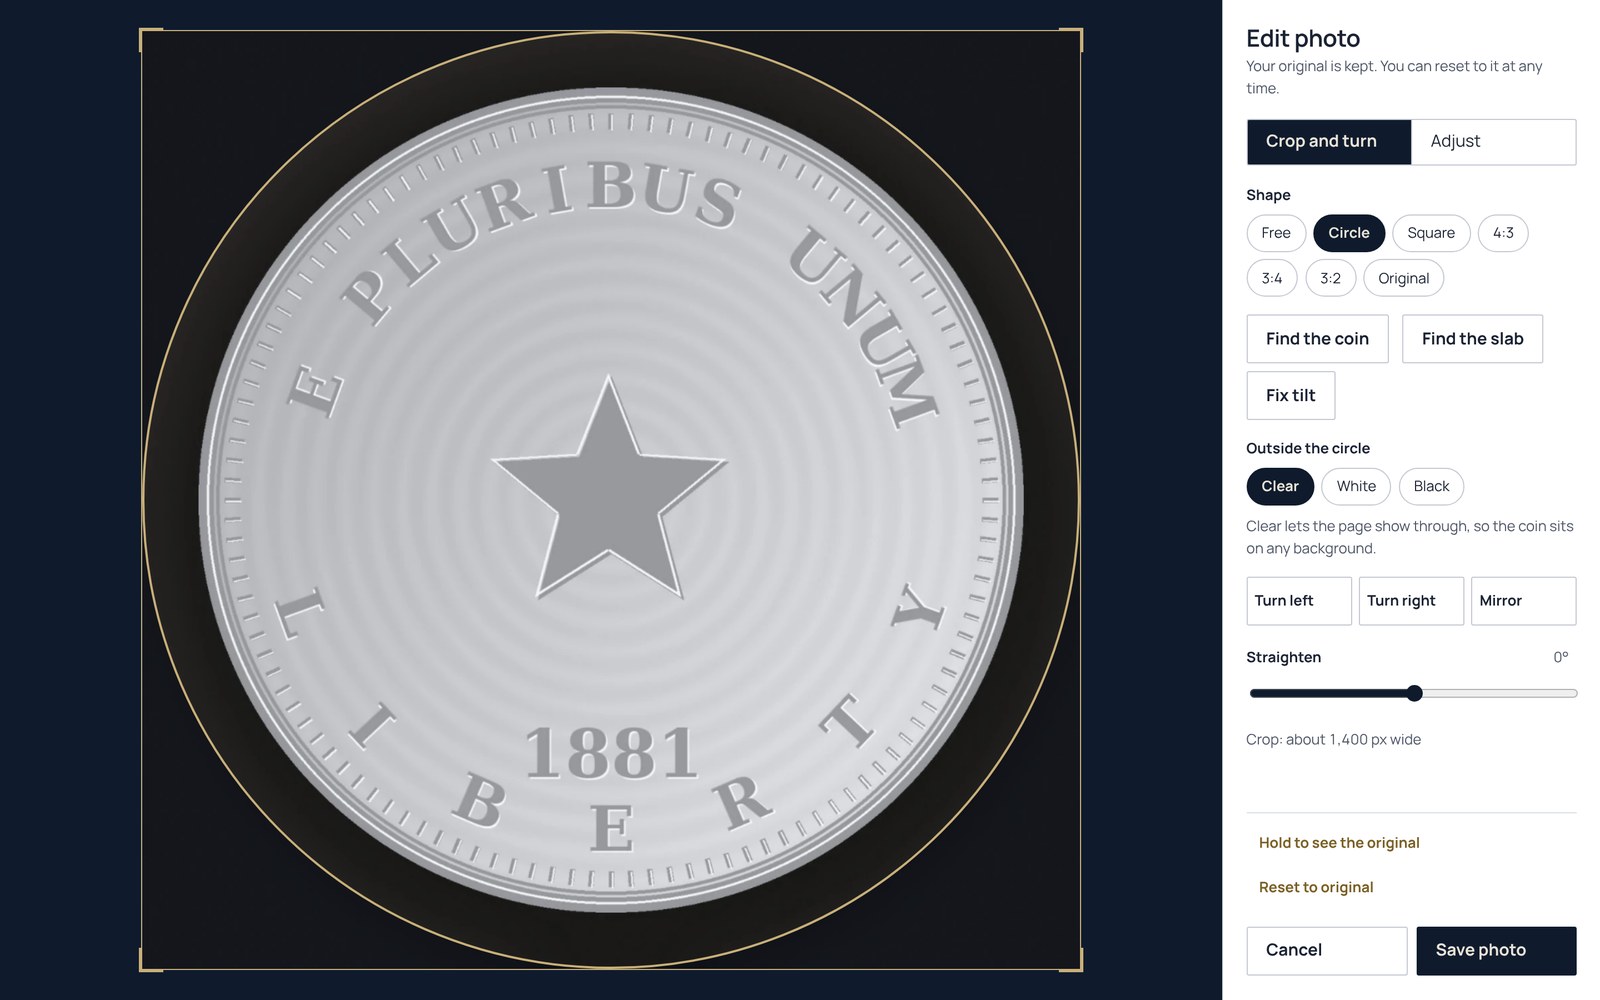 E PLURIBUS UNUM
1881
LIBERTY
Edit photo
Your original is kept. You can reset to it at any
time.
Crop and turn Adjust
Shape
Free Circle Square 4:3
3:4 3:2 Original
Find the coin Find the slab
Fix tilt
Outside the circle
Clear White Black
Clear lets the page show through, so the coin sits
on any background.
Turn left Turn right Mirror
Straighten 0°
Crop: about 1,400 px wide
Hold to see the original
Reset to original
Cancel Save photo